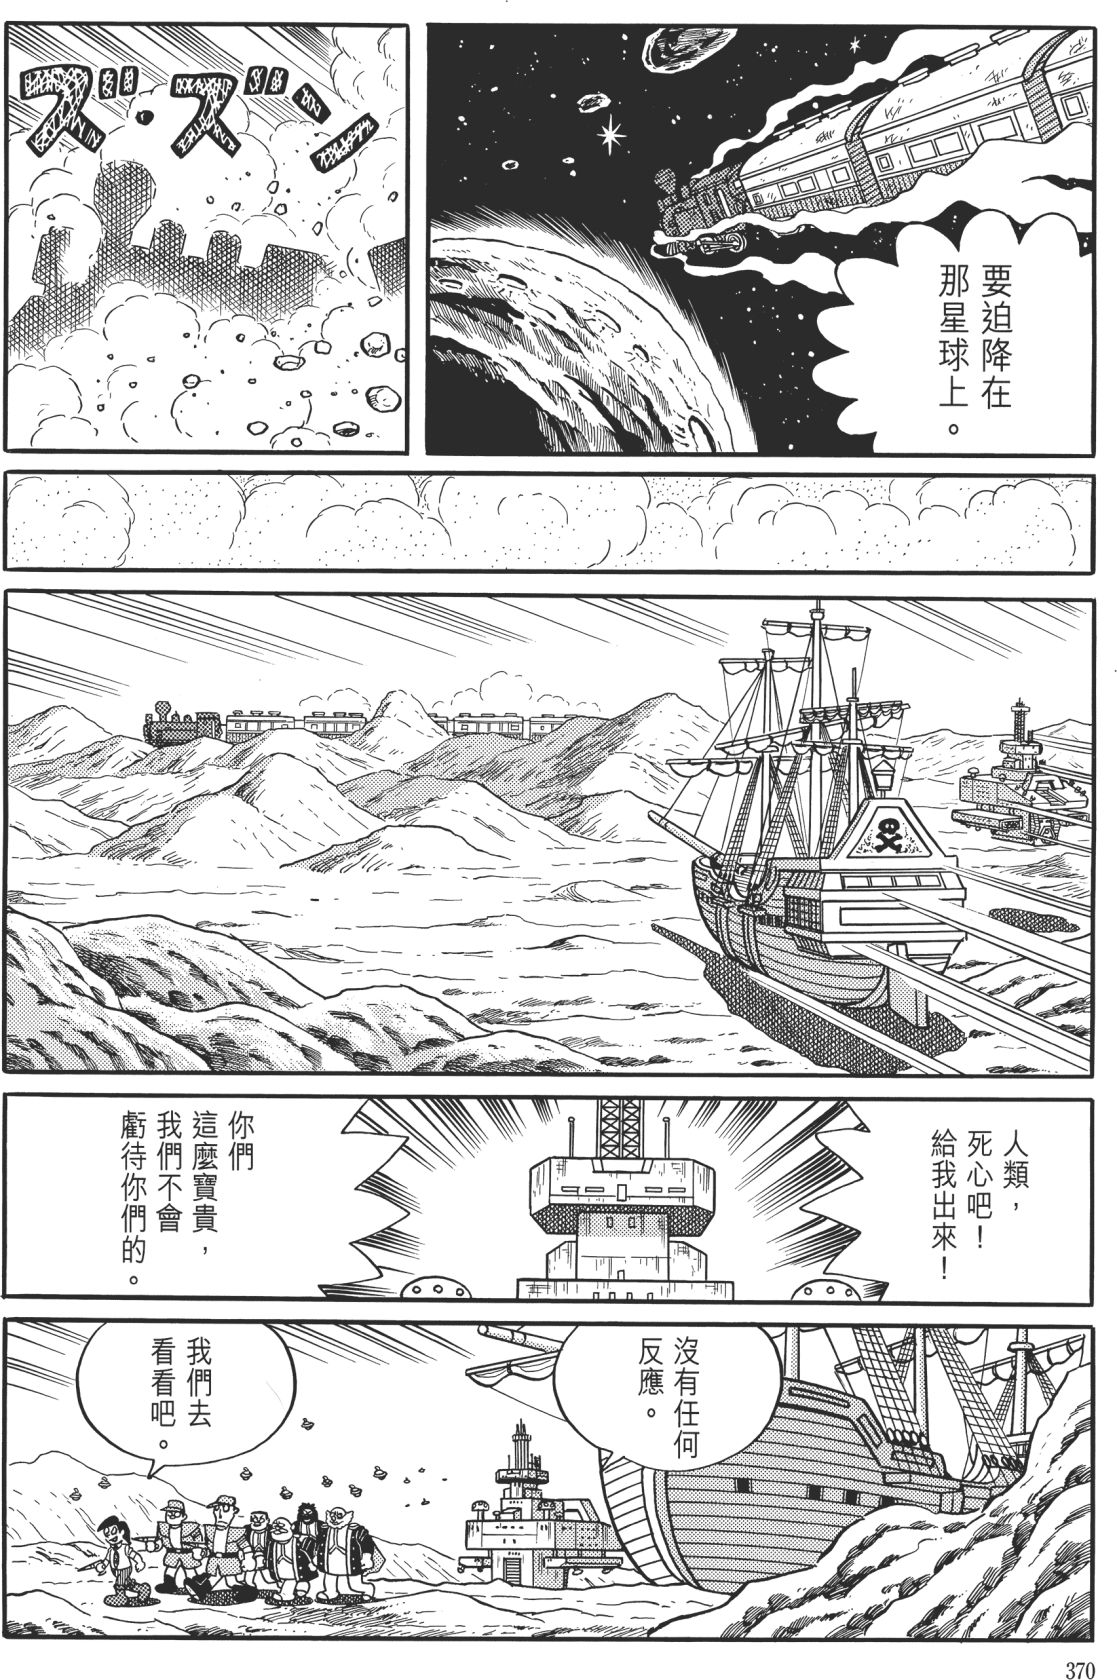 要迫降在
那星球上。
ズ・ズン
人類，
死心吧！
給我出來！
你們
這麼寶貴，
我們不會
虧待你們的。
沒有任何
反應。
我們去
看看吧。
370